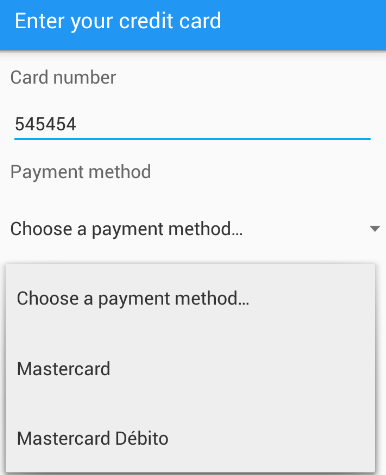 Enter your credit card
Card number
545454
Payment method
Choose a payment method...
Choose a payment method...
Mastercard
Mastercard Débito